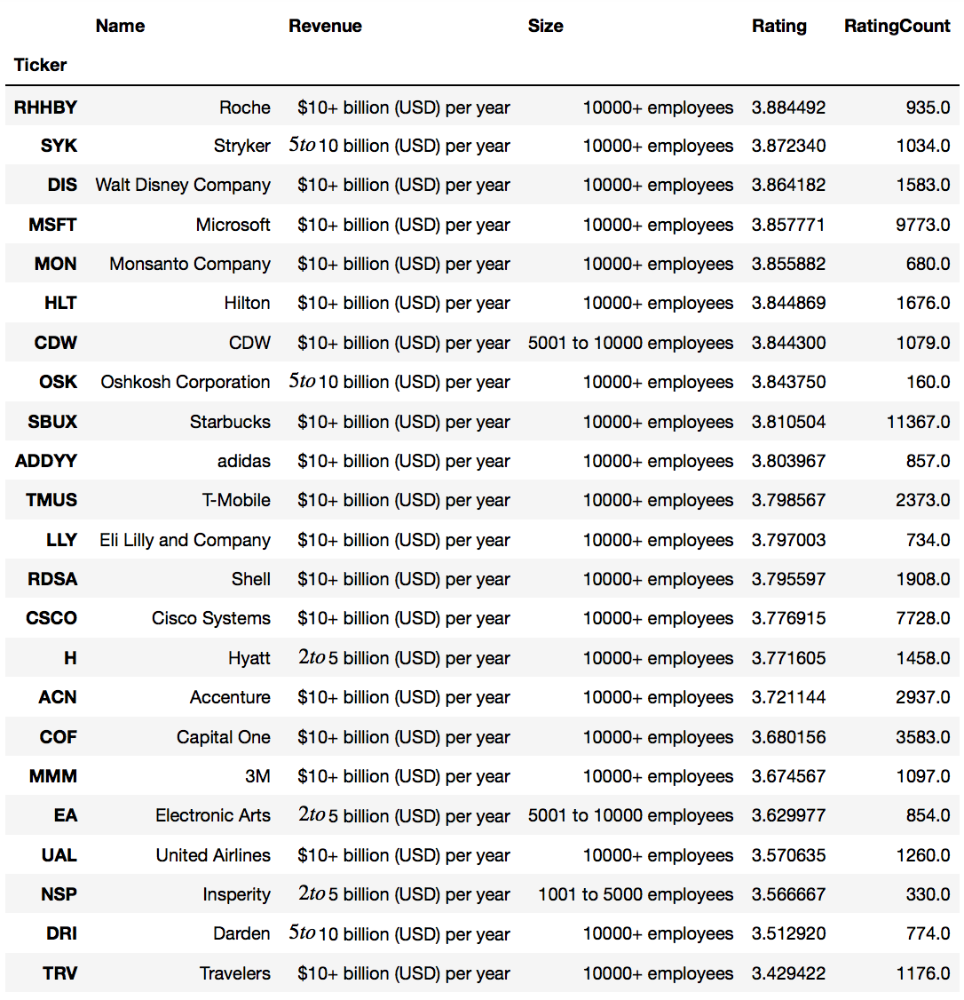 Name Revenue Size Rating RatingCount
Ticker
RHHBY Roche $10+ billion (USD) per year 10000+ employees 3.884492 935.0
SYK Stryker 5to10 billion (USD) per year 10000+ employees 3.872340 1034.0
DIS Walt Disney Company $10+ billion (USD) per year 10000+ employees 3.864182 1583.0
MSFT Microsoft $10+ billion (USD) per year 10000+ employees 3.857771 9773.0
MON Monsanto Company $10+ billion (USD) per year 10000+ employees 3.855882 680.0
HLT Hilton $10+ billion (USD) per year 10000+ employees 3.844869 1676.0
CDW CDW $10+ billion (USD) per year 5001 to 10000 employees 3.844300 1079.0
OSK Oshkosh Corporation 5to10 billion (USD) per year 10000+ employees 3.843750 160.0
SBUX Starbucks $10+ billion (USD) per year 10000+ employees 3.810504 11367.0
ADDYY adidas $10+ billion (USD) per year 10000+ employees 3.803967 857.0
TMUS T-Mobile $10+ billion (USD) per year 10000+ employees 3.798567 2373.0
LLY Eli Lilly and Company $10+ billion (USD) per year 10000+ employees 3.797003 734.0
RDSA Shell $10+ billion (USD) per year 10000+ employees 3.795597 1908.0
CSCO Cisco Systems $10+ billion (USD) per year 10000+ employees 3.776915 7728.0
H Hyatt 2to5 billion (USD) per year 10000+ employees 3.771605 1458.0
ACN Accenture $10+ billion (USD) per year 10000+ employees 3.721144 2937.0
COF Capital One $10+ billion (USD) per year 10000+ employees 3.680156 3583.0
MMM 3M $10+ billion (USD) per year 10000+ employees 3.674567 1097.0
EA Electronic Arts 2to5 billion (USD) per year 5001 to 10000 employees 3.629977 854.0
UAL United Airlines $10+ billion (USD) per year 10000+ employees 3.570635 1260.0
NSP Insperity 2to5 billion (USD) per year 1001 to 5000 employees 3.566667 330.0
DRI Darden 5to10 billion (USD) per year 10000+ employees 3.512920 774.0
TRV Travelers $10+ billion (USD) per year 10000+ employees 3.429422 1176.0